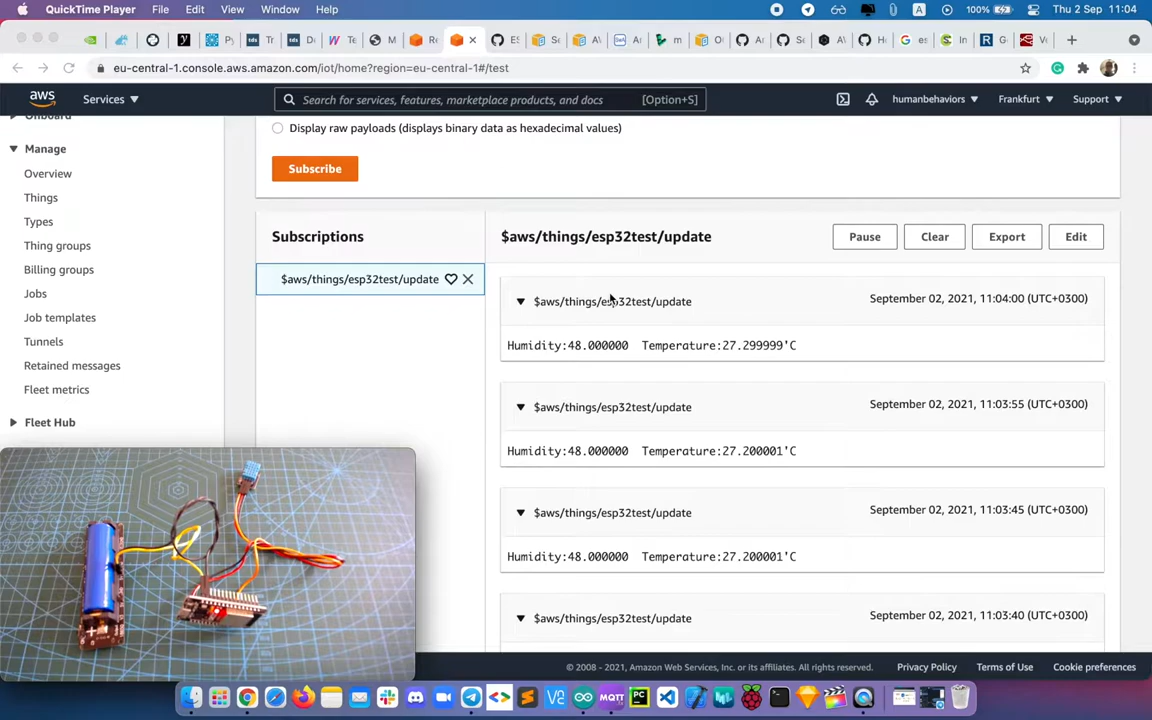 QuickTime Player File Edit View Window Help A 100% Thu 2 Sep 11:04
eu-central-1.console.aws.amazon.com/iot/home?region=eu-central-1#/test
aws Services ▼ Search for services, features, marketplace products, and docs [Option+S] humanbehaviors ▼ Frankfurt ▼ Support ▼
Onboard
Manage
Overview
Things
Types
Thing groups
Billing groups
Jobs
Job templates
Tunnels
Retained messages
Fleet metrics
Fleet Hub
Display raw payloads (displays binary data as hexadecimal values)
Subscribe
Subscriptions
$aws/things/esp32test/update
$aws/things/esp32test/update Pause Clear Export Edit
$aws/things/esp32test/update September 02, 2021, 11:04:00 (UTC+0300)
Humidity:48.000000 Temperature:27.299999'C
$aws/things/esp32test/update September 02, 2021, 11:03:55 (UTC+0300)
Humidity:48.000000 Temperature:27.200001'C
$aws/things/esp32test/update September 02, 2021, 11:03:45 (UTC+0300)
Humidity:48.000000 Temperature:27.200001'C
$aws/things/esp32test/update September 02, 2021, 11:03:40 (UTC+0300)
© 2008 - 2021, Amazon Web Services, Inc. or its affiliates. All rights reserved. Privacy Policy Terms of Use Cookie preferences